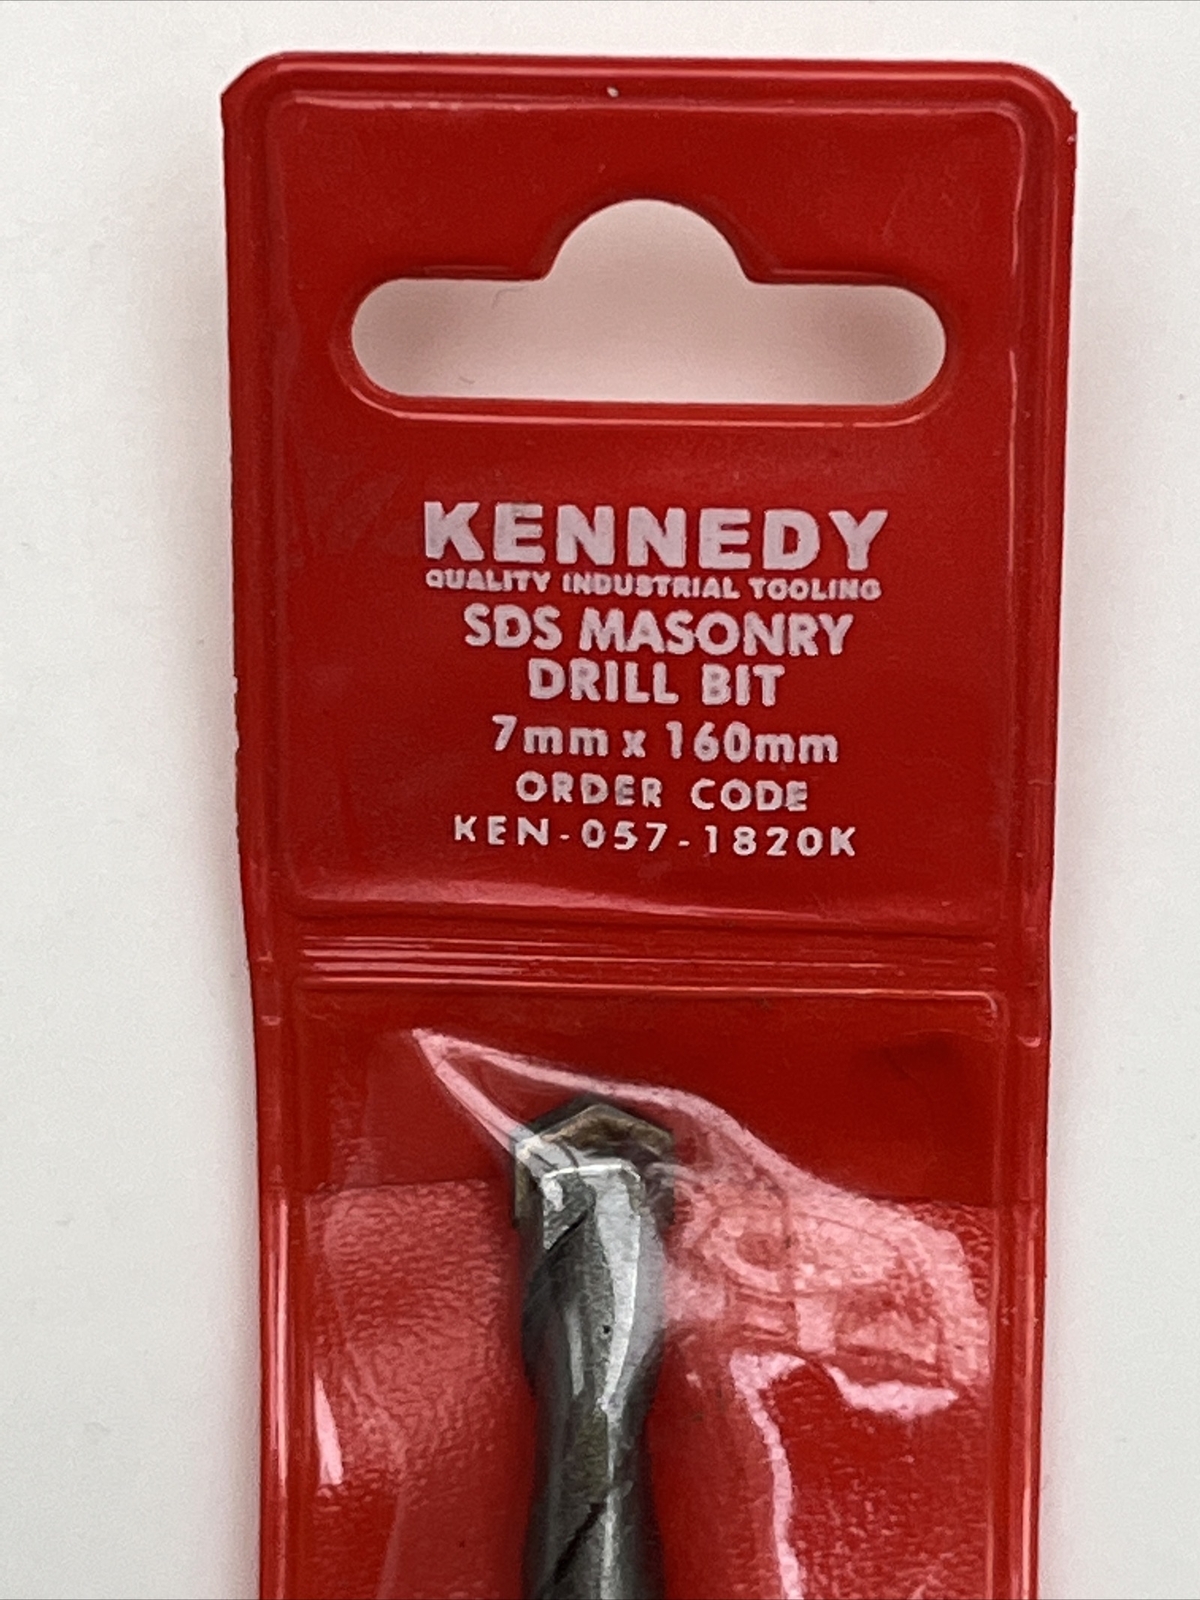 KENNEDY
QUALITY INDUSTRIAL TOOLING
SDS MASONRY
DRILL BIT
7mm x 160mm
ORDER CODE
KEN-057-1820K